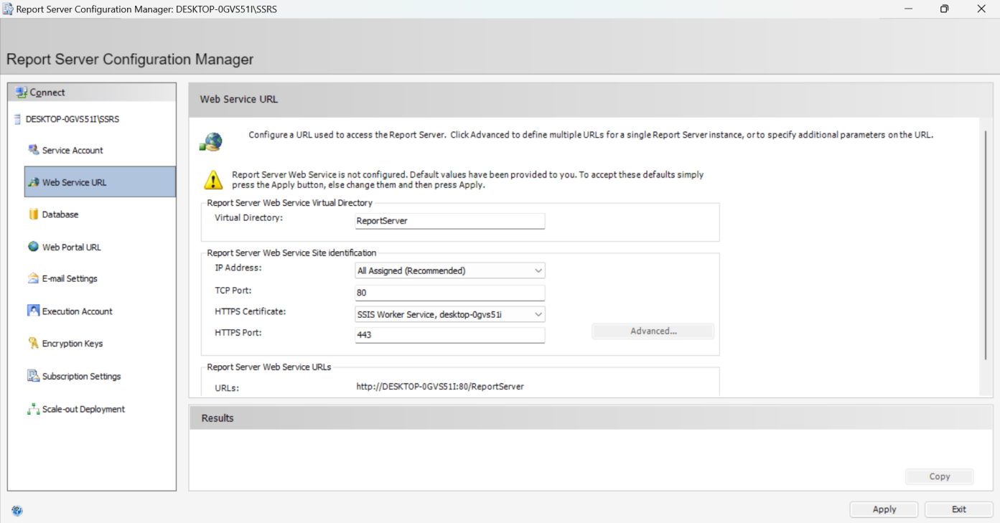 Report Server Configuration Manager: DESKTOP-0GVS51I\SSRS
Report Server Configuration Manager
Connect
DESKTOP-0GVS51I\SSRS
Service Account
Web Service URL
Database
Web Portal URL
E-mail Settings
Execution Account
Encryption Keys
Subscription Settings
Scale-out Deployment
Web Service URL
Configure a URL used to access the Report Server.  Click Advanced to define multiple URLs for a single Report Server instance, or to specify additional parameters on the URL.
Report Server Web Service is not configured. Default values have been provided to you. To accept these defaults simply
press the Apply button, else change them and then press Apply.
Report Server Web Service Virtual Directory
Virtual Directory: ReportServer
Report Server Web Service Site identification
IP Address: All Assigned (Recommended)
TCP Port: 80
HTTPS Certificate: SSIS Worker Service, desktop-0gvs51i
HTTPS Port: 443
Advanced...
Report Server Web Service URLs
URLs: http://DESKTOP-0GVS51I:80/ReportServer
Results
Copy
Apply Exit